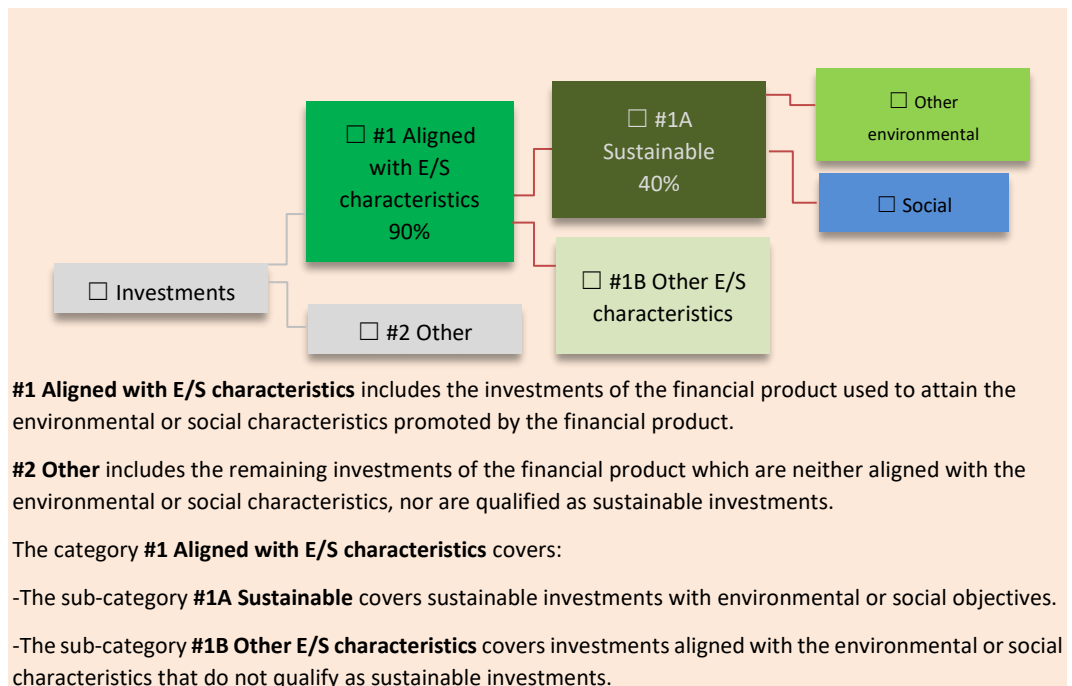 ☐ #1 Aligned
with E/S
characteristics
90%
☐ #1A
Sustainable
40%
☐ Other
environmental
☐ Social
☐ Investments
☐ #1B Other E/S
characteristics
☐ #2 Other
#1 Aligned with E/S characteristics includes the investments of the financial product used to attain the
environmental or social characteristics promoted by the financial product.
#2 Other includes the remaining investments of the financial product which are neither aligned with the
environmental or social characteristics, nor are qualified as sustainable investments.
The category #1 Aligned with E/S characteristics covers:
-The sub-category #1A Sustainable covers sustainable investments with environmental or social objectives.
-The sub-category #1B Other E/S characteristics covers investments aligned with the environmental or social
characteristics that do not qualify as sustainable investments.